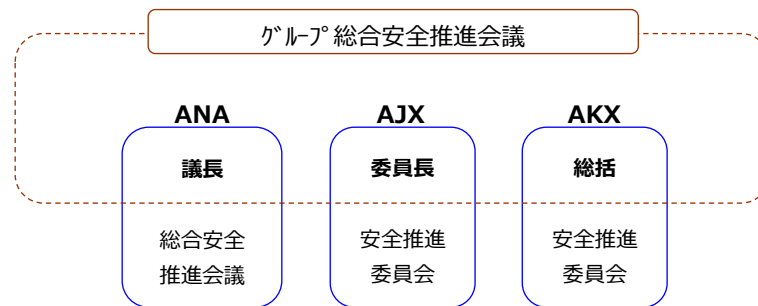 グループ総合安全推進会議
ANA AJX AKX
議長 委員長 総括
総合安全 安全推進 安全推進
推進会議 委員会 委員会